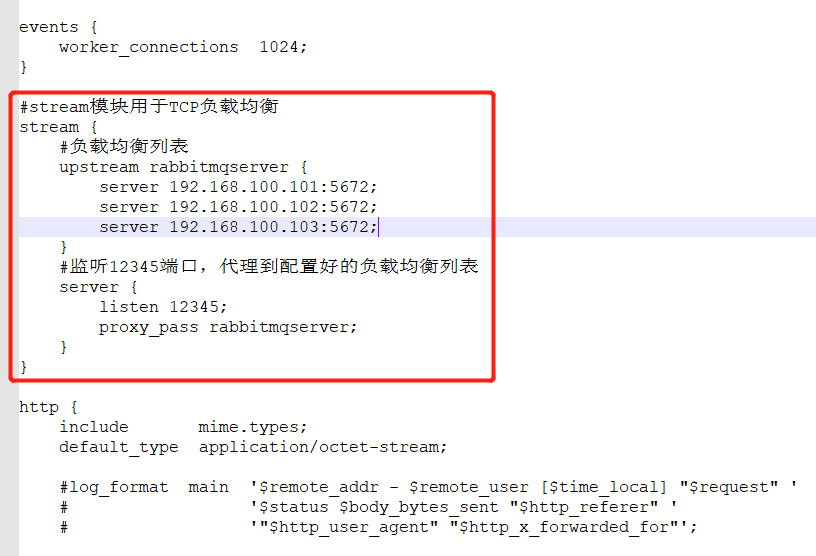 events {
    worker_connections  1024;
}
#stream模块用于TCP负载均衡
stream {
    #负载均衡列表
    upstream rabbitmqserver {
        server 192.168.100.101:5672;
        server 192.168.100.102:5672;
        server 192.168.100.103:5672;
    }
    #监听12345端口，代理到配置好的负载均衡列表
    server {
        listen 12345;
        proxy_pass rabbitmqserver;
    }
}
http {
    include       mime.types;
    default_type  application/octet-stream;
    #log_format  main  '$remote_addr - $remote_user [$time_local] "$request" '
    #                  '$status $body_bytes_sent "$http_referer" '
    #                  '"$http_user_agent" "$http_x_forwarded_for"';